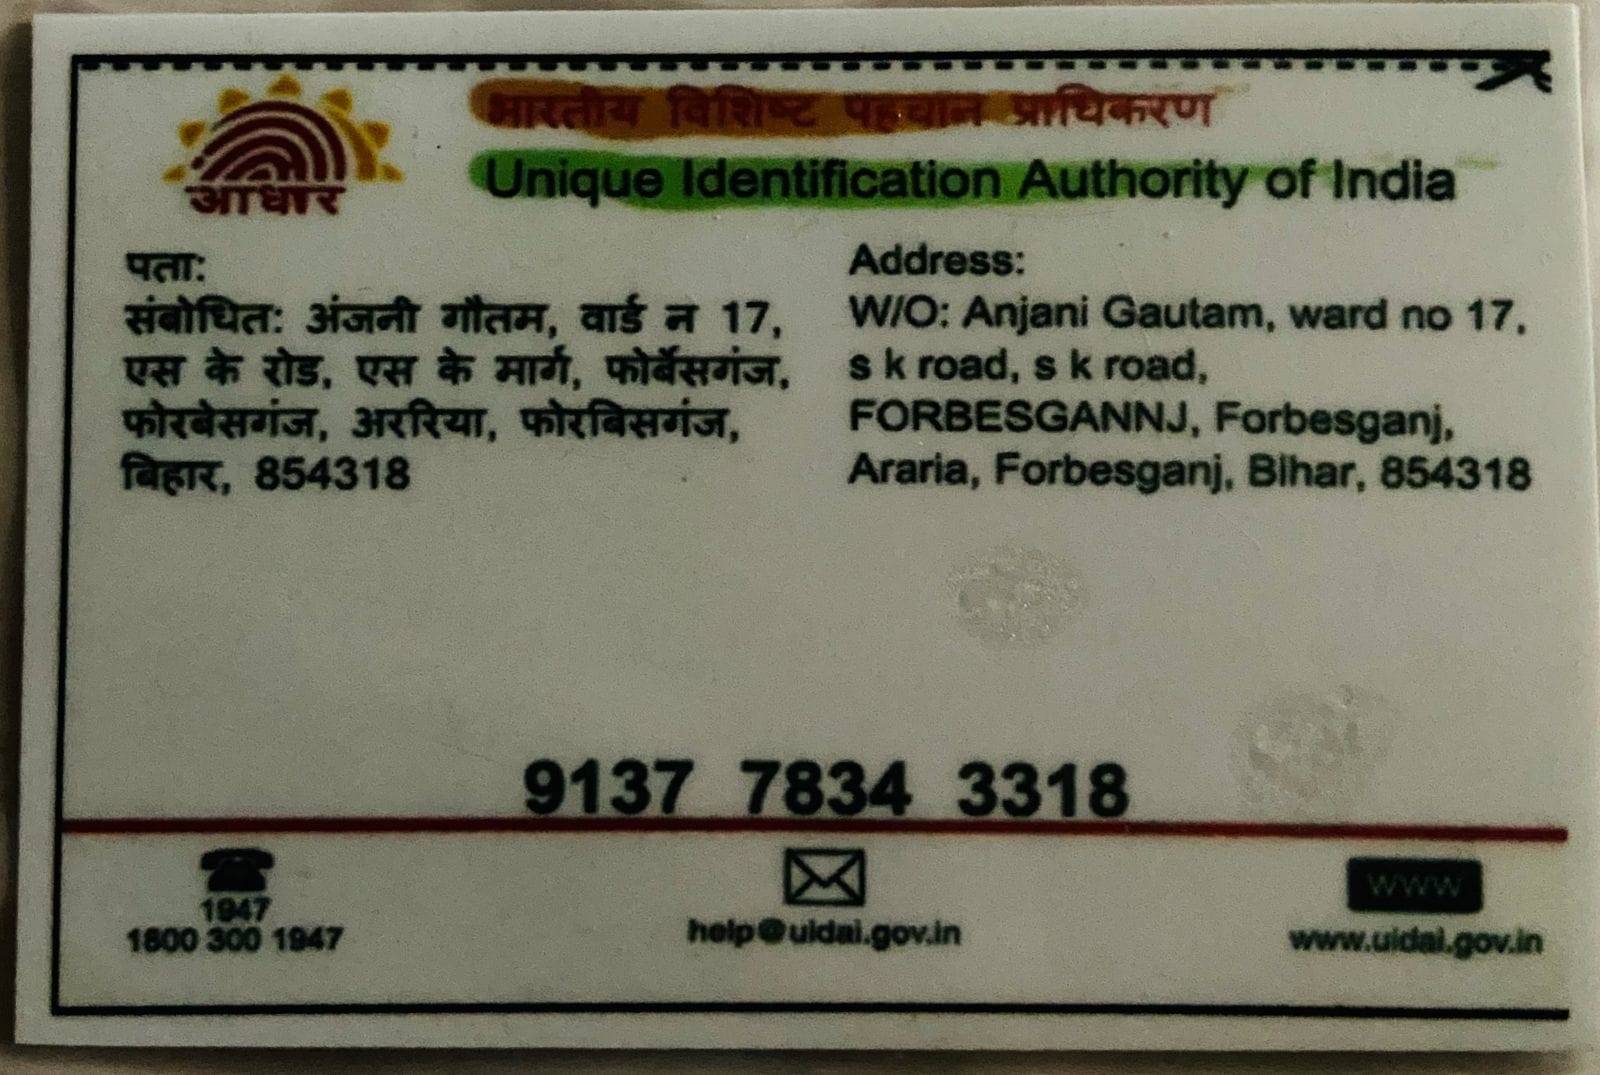 आधार
भारतीय विशिष्ट पहचान प्राधिकरण
Unique Identification Authority of India
पता:
संबोधित: अंजनी गौतम, वार्ड न 17,
एस के रोड, एस के मार्ग, फोर्बेसगंज,
फोरबेसगंज, अररिया, फोरबिसगंज,
बिहार, 854318
Address:
W/O: Anjani Gautam, ward no 17,
s k road, s k road,
FORBESGANNJ, Forbesganj,
Araria, Forbesganj, Bihar, 854318
9137 7834 3318
1947
1800 300 1947
help@uidai.gov.in
WWW
www.uidai.gov.in